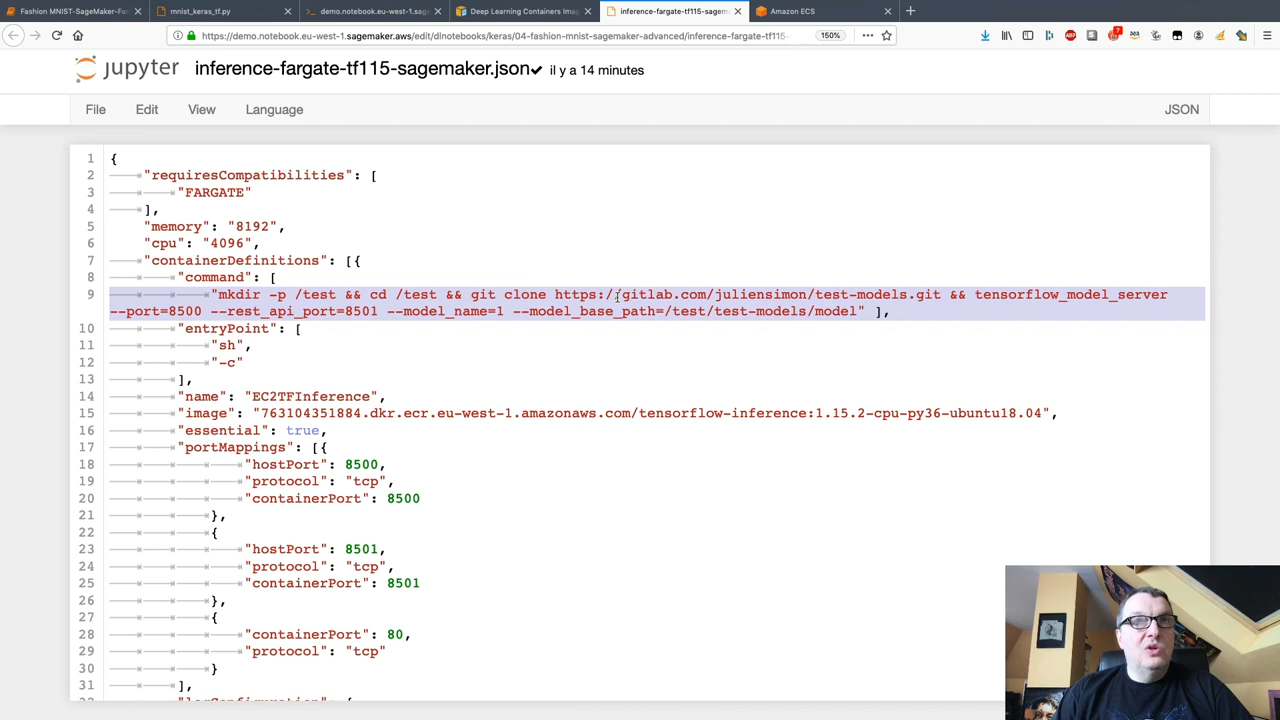 Fashion MNIST-SageMaker-Fa
mnist_keras_tf.py
demo.notebook.eu-west-1.sag
Deep Learning Containers Ima
inference-fargate-tf115-sagem
Amazon ECS
https://demo.notebook.eu-west-1.sagemaker.aws/edit/dlnotebooks/keras/04-fashion-mnist-sagemaker-advanced/inference-fargate-tf115-
150%
7
jupyter
inference-fargate-tf115-sagemaker.json✔ il y a 14 minutes
File Edit View Language
JSON
1 {
2 "requiresCompatibilities": [
3 "FARGATE"
4 ],
5 "memory": "8192",
6 "cpu": "4096",
7 "containerDefinitions": [{
8 "command": [
9 "mkdir -p /test && cd /test && git clone https://gitlab.com/juliensimon/test-models.git && tensorflow_model_server
--port=8500 --rest_api_port=8501 --model_name=1 --model_base_path=/test/test-models/model" ],
10 "entryPoint": [
11 "sh",
12 "-c"
13 ],
14 "name": "EC2TFInference",
15 "image": "763104351884.dkr.ecr.eu-west-1.amazonaws.com/tensorflow-inference:1.15.2-cpu-py36-ubuntu18.04",
16 "essential": true,
17 "portMappings": [{
18 "hostPort": 8500,
19 "protocol": "tcp",
20 "containerPort": 8500
21 },
22 {
23 "hostPort": 8501,
24 "protocol": "tcp",
25 "containerPort": 8501
26 },
27 {
28 "containerPort": 80,
29 "protocol": "tcp"
30 }
31 ],